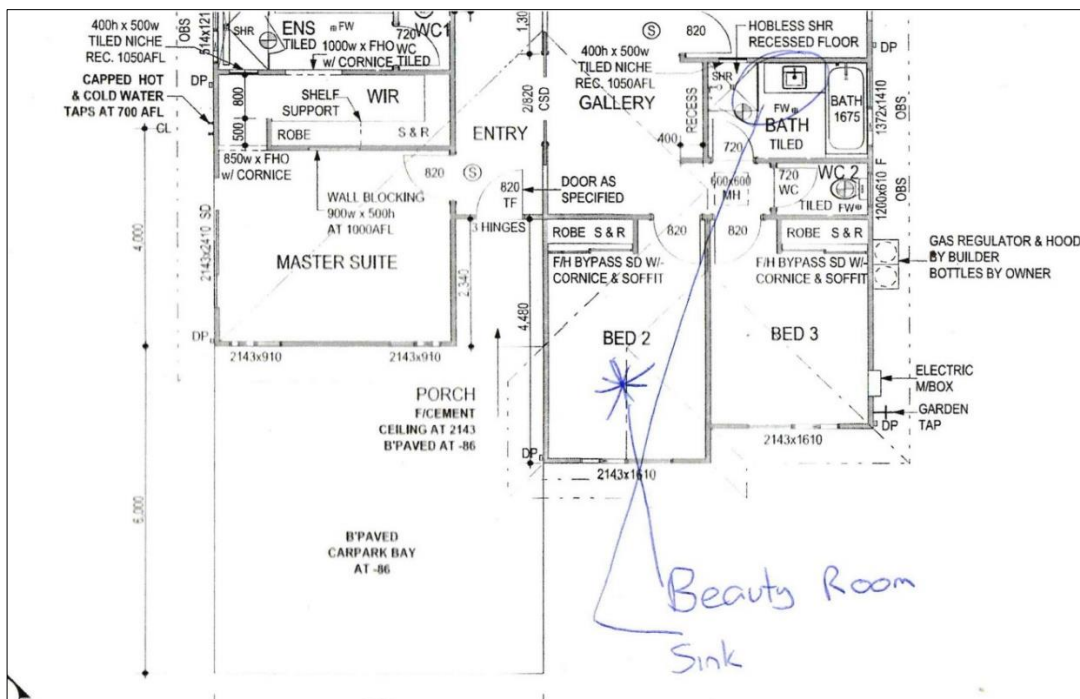 400h x 500w
TILED NICHE
REC. 1050AFL
CAPPED HOT
& COLD WATER
TAPS AT 700 AFL
CL
DP
OBS
514x121
SHR
ENS
TILED
FW
1000w x FHO
w/ CORNICE
720
WC
TILED
WC1
1,30
S
820
HOBLESS SHR
RECESSED FLOOR
DP
OBS
800
500
SHELF
SUPPORT
WIR
ROBE
S & R
850w x FHO
w/ CORNICE
2/820
CSD
400h x 500w
TILED NICHE
REC. 1050AFL
GALLERY
RECESS
400
SHR
FW
BATH
TILED
BATH
1675
1372x1410
OBS
ENTRY
820
S
820
TF
3 HINGES
DOOR AS
SPECIFIED
WALL BLOCKING
900w x 500h
AT 1000AFL
720
600x600
MH
720
WC
WC 2
TILED
FW
1200x610 F
OBS
820
820
ROBE S & R
ROBE S & R
F/H BYPASS SD W/-
CORNICE & SOFFIT
F/H BYPASS SD W/-
CORNICE & SOFFIT
GAS REGULATOR & HOOD
BY BUILDER
BOTTLES BY OWNER
4,000
2143x2410 SD
MASTER SUITE
2,340
4,480
BED 2
BED 3
DP
2143x910
2143x910
PORCH
F/CEMENT
CEILING AT 2143
B'PAVED AT -86
ELECTRIC
M/BOX
GARDEN
TAP
DP
2143x1610
DP
2143x1610
6,000
B'PAVED
CARPARK BAY
AT -86
Beauty Room
Sink